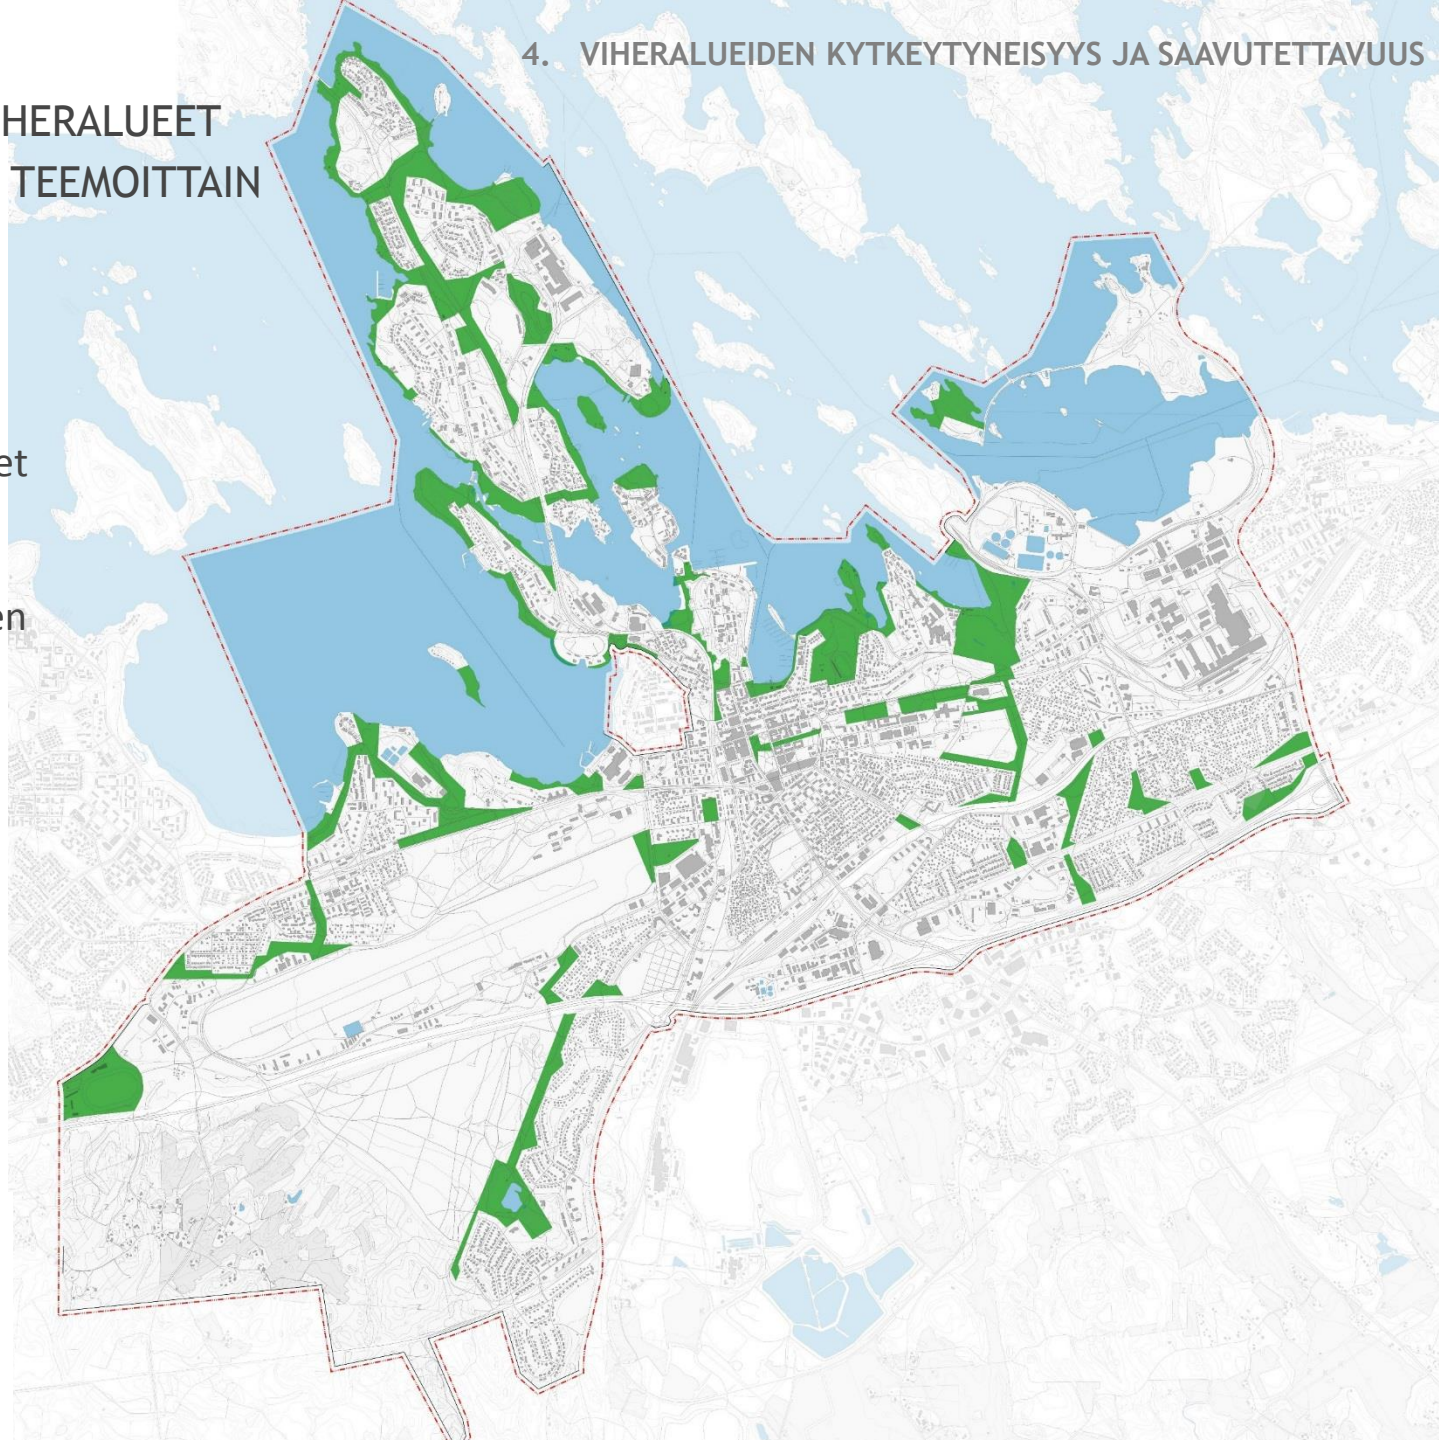 4. VIHERALUEIDEN KYTKEYTYNEISYYS JA SAAVUTETTAVUUS
HERALUEET
TEEMOITTAIN
et
en